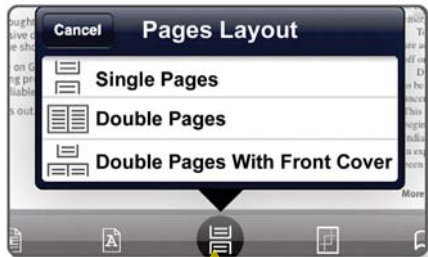 Cancel
Pages Layout
Single Pages
Double Pages
Double Pages With Front Cover
More